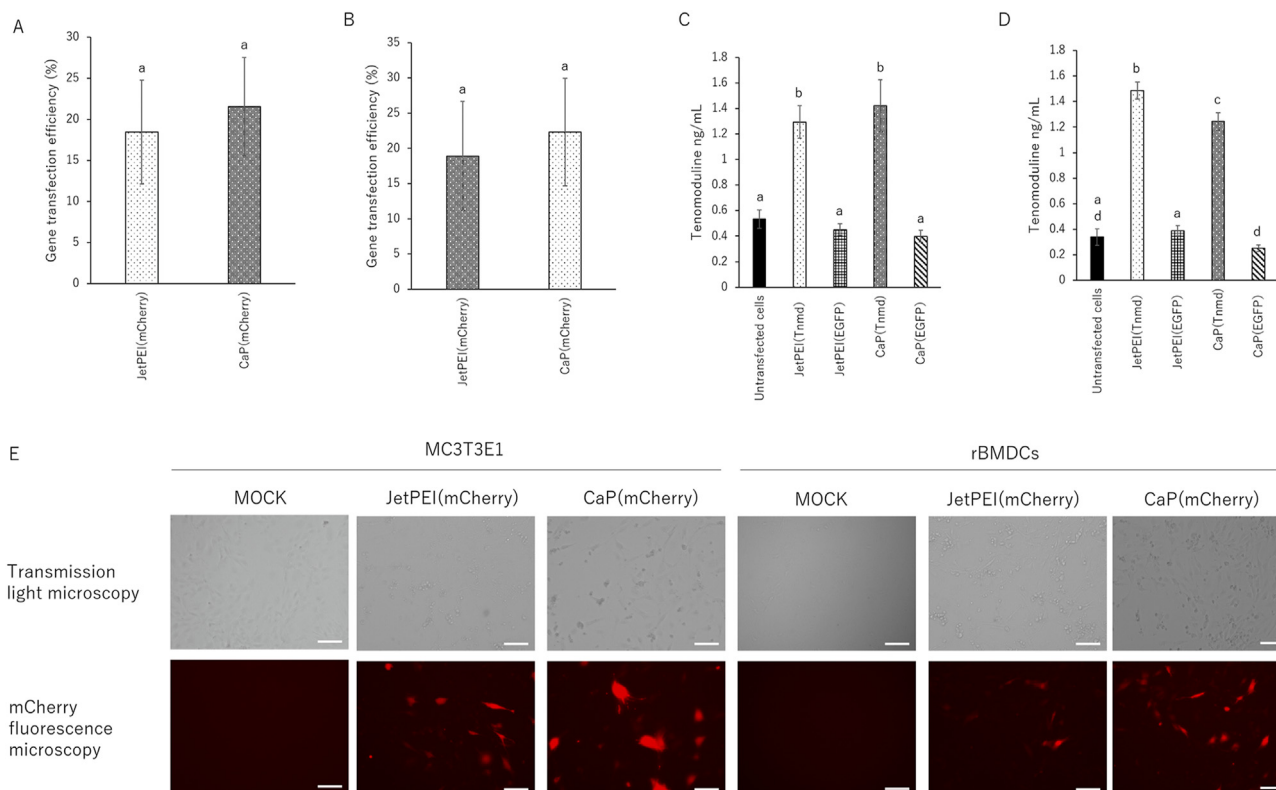 A
Gene transfection efficiency (%)
30
25
20
15
10
5
0
a
a
JetPEI(mCherry)
CaP(mCherry)
B
Gene transfection efficiency (%)
35
30
25
20
15
10
5
0
a
a
JetPEI(mCherry)
CaP(mCherry)
C
Tenomoduline ng/mL
1.8
1.6
1.4
1.2
1
0.8
0.6
0.4
0.2
0
a
b
a
b
a
Untransfected cells
JetPEI(Tnmd)
JetPEI(EGFP)
CaP(Tnmd)
CaP(EGFP)
D
Tenomoduline ng/mL
1.8
1.6
1.4
1.2
1
0.8
0.6
0.4
0.2
0
a
d
b
a
c
d
Untransfected cells
JetPEI(Tnmd)
JetPEI(EGFP)
CaP(Tnmd)
CaP(EGFP)
E
MC3T3E1
rBMDCs
MOCK
JetPEI(mCherry)
CaP(mCherry)
MOCK
JetPEI(mCherry)
CaP(mCherry)
Transmission
light microscopy
mCherry
fluorescence
microscopy